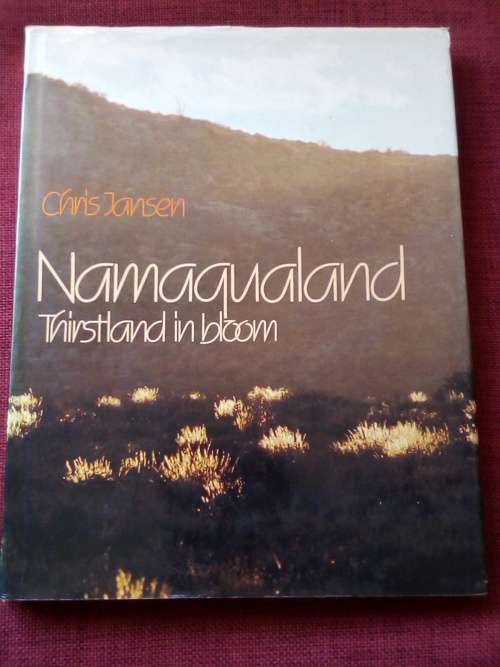 Chris Jansen
Namaqualand
Thirstland in bloom